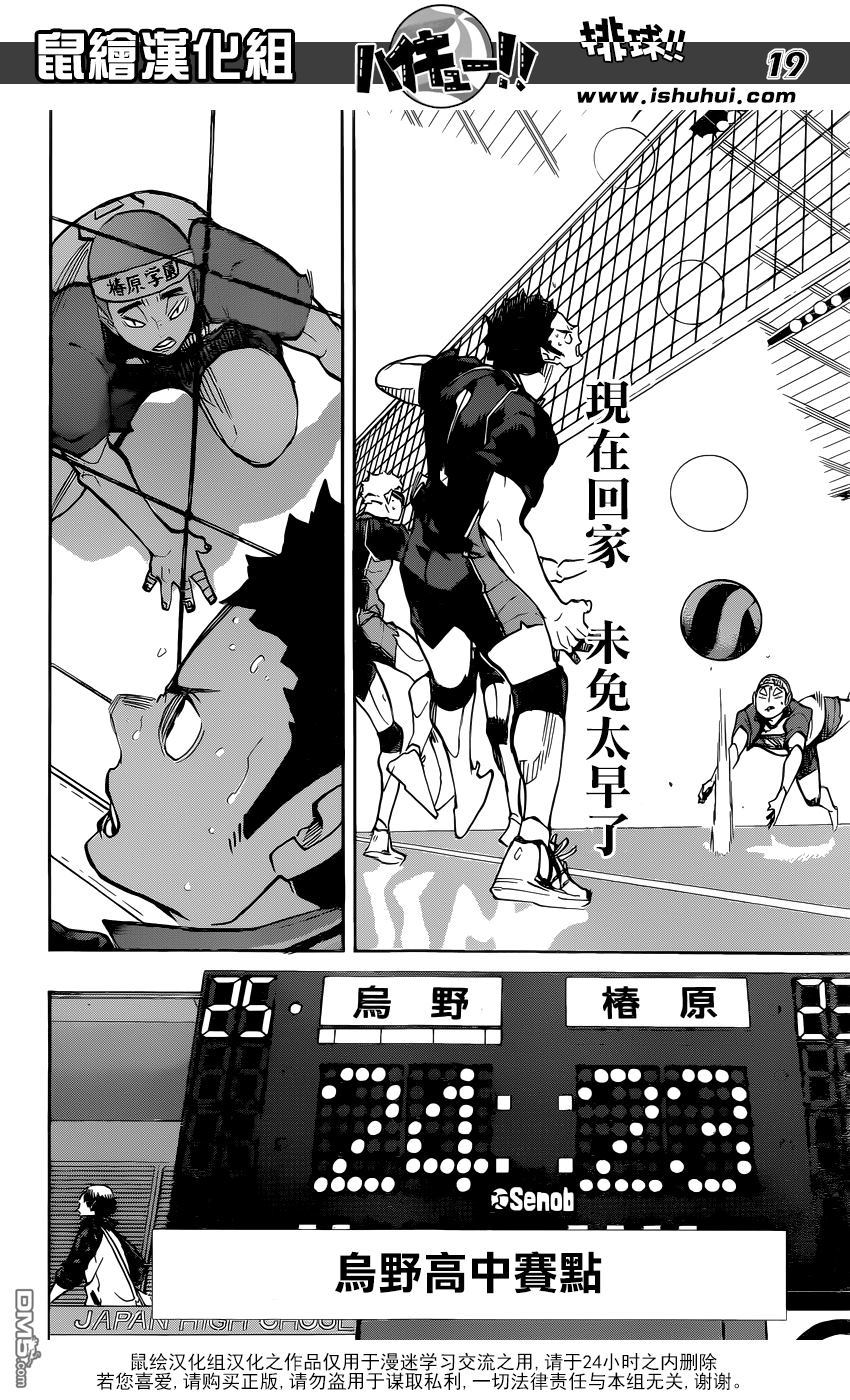 鼠繪漢化組
ハイキュー!!
排球!!
19
www.ishuhui.com
現在回家 未免太早了
椿原学園
烏野
椿原
25
24
23
Senoh
烏野高中賽點
JAPAN HIGH
DM5
鼠绘汉化组汉化之作品仅用于漫迷学习交流之用, 请于24小时之内删除
若您喜爱, 请购买正版, 请勿盗用于谋取私利, 一切法律责任与本组无关, 谢谢。